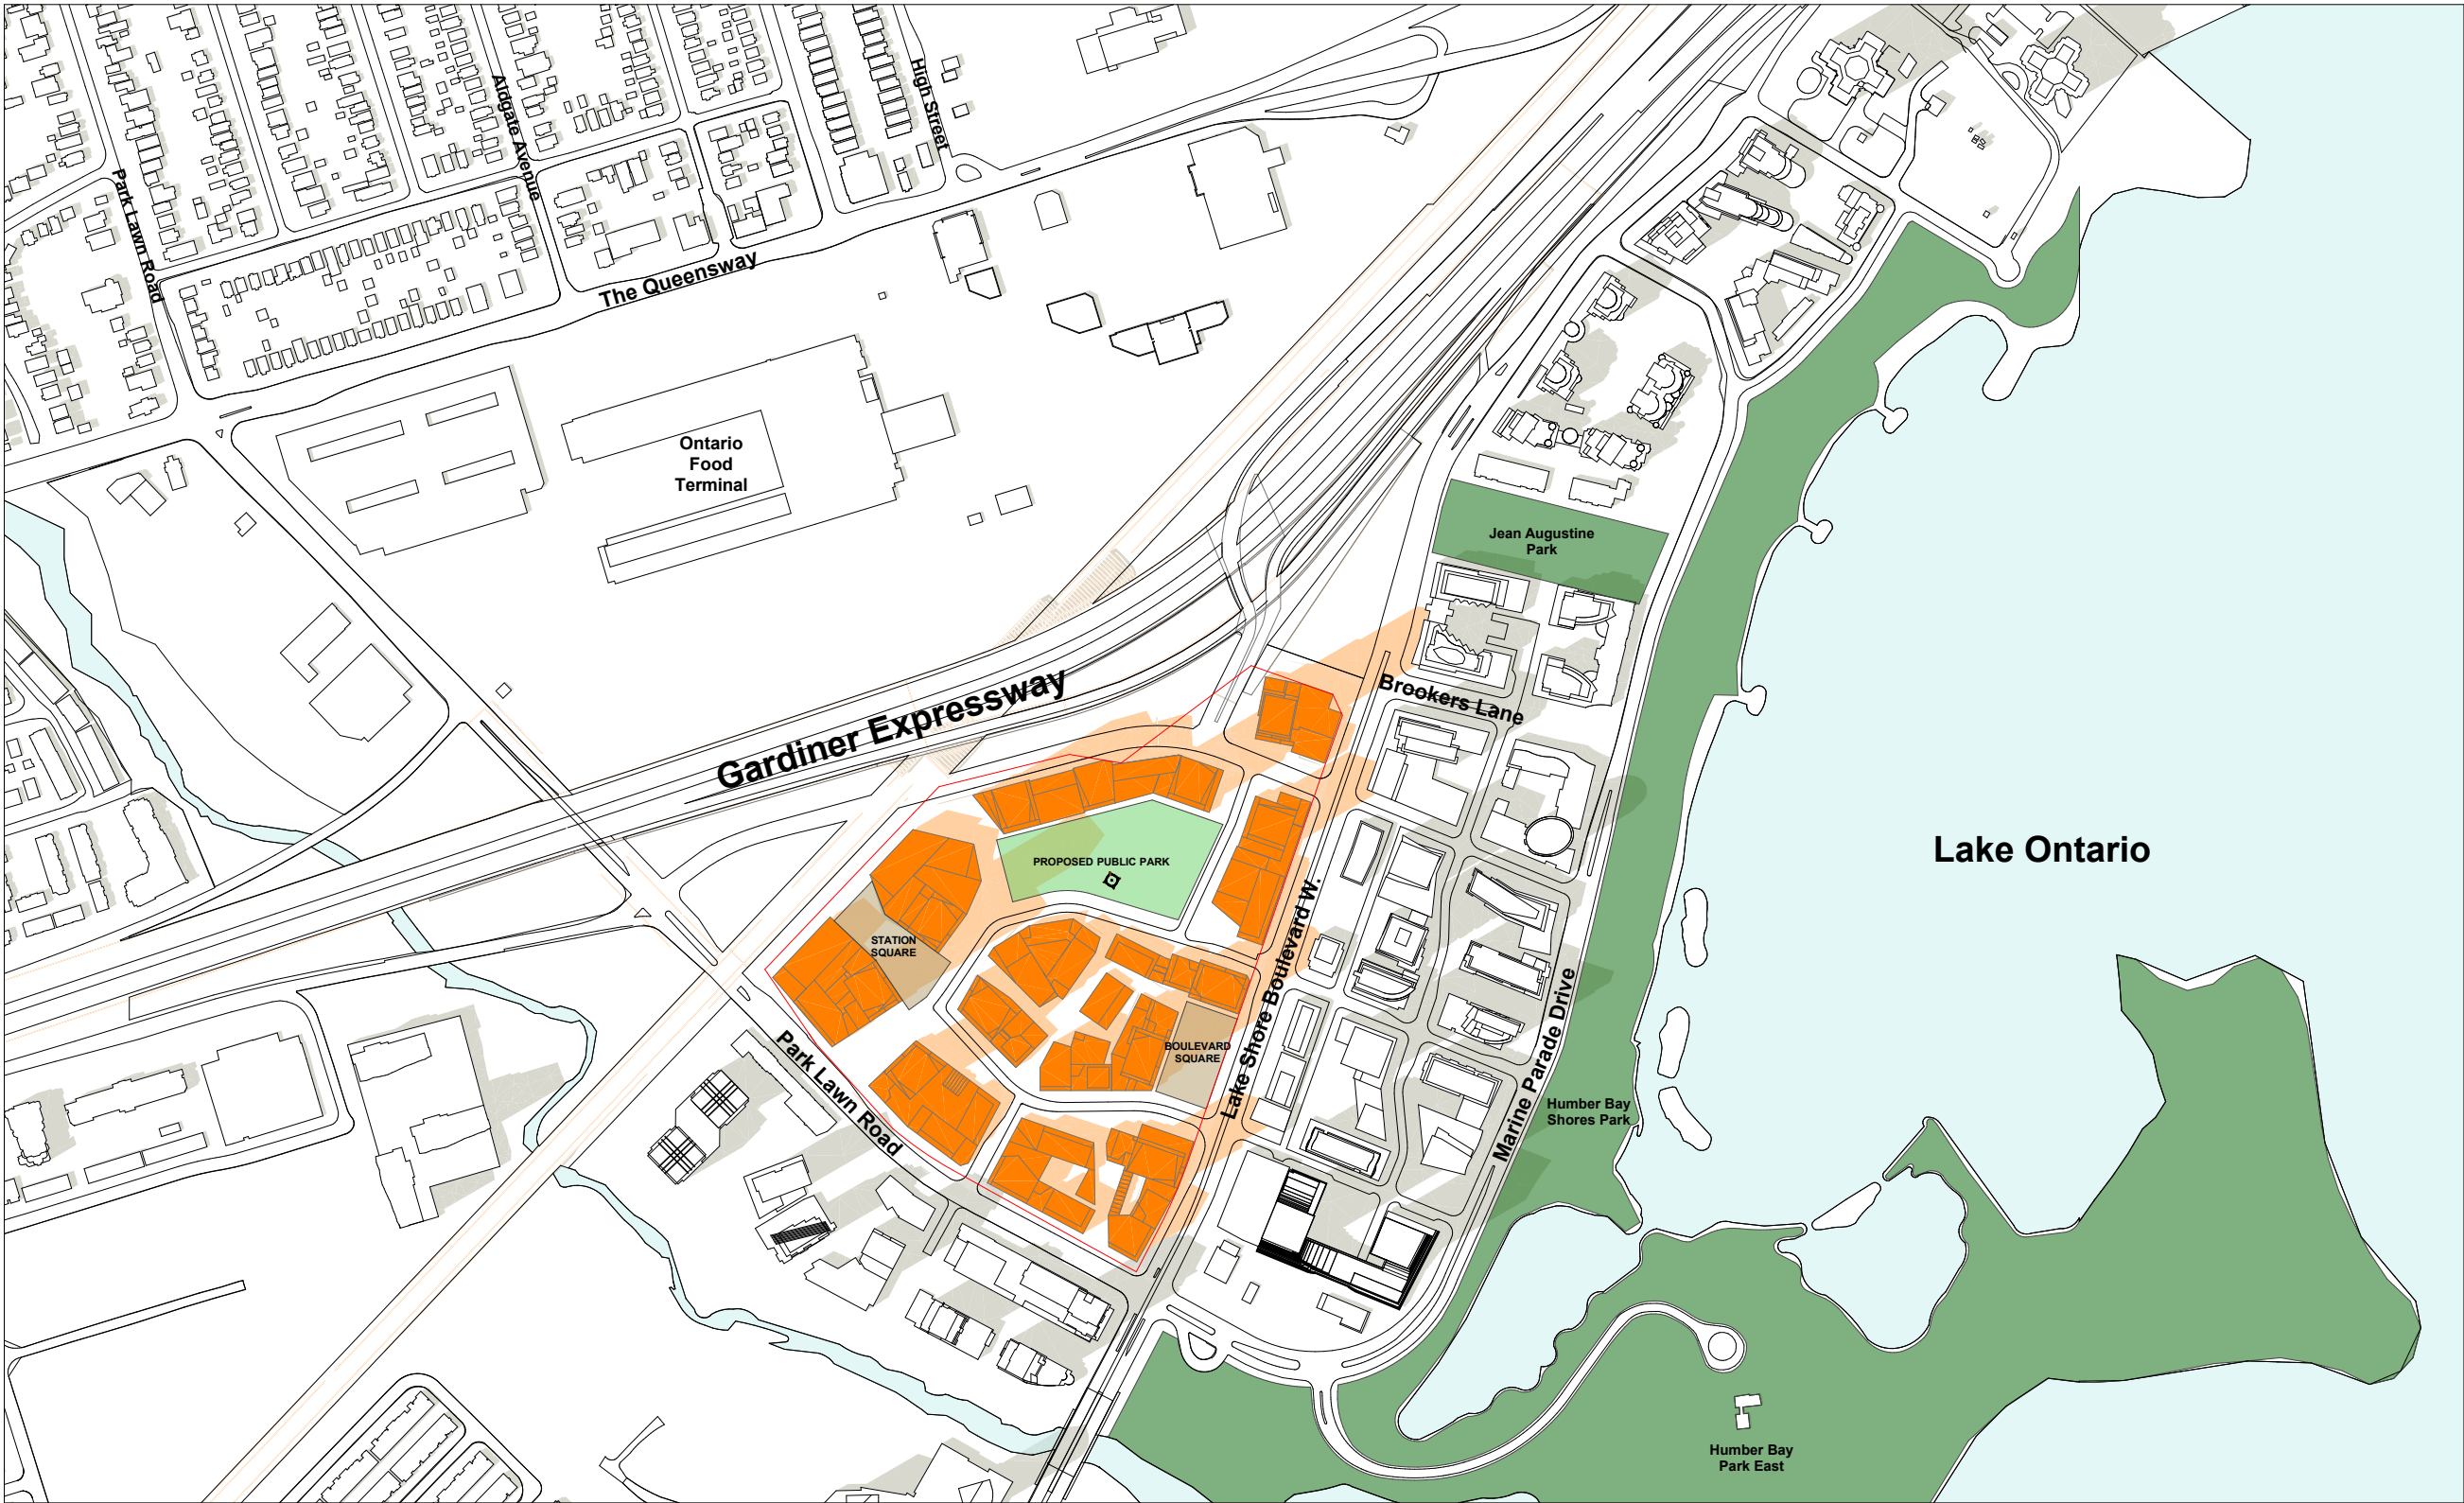 High Street
Aldgate Avenue
Park Lawn Road
The Queensway
Ontario
Food
Terminal
Jean Augustine
Park
Gardiner Expressway
Brookers Lane
Lake Ontario
PROPOSED PUBLIC PARK
STATION
SQUARE
Lake Shore Boulevard W.
BOULEVARD
SQUARE
Marine Parade Drive
Park Lawn Road
Humber Bay
Shores Park
Humber Bay
Park East